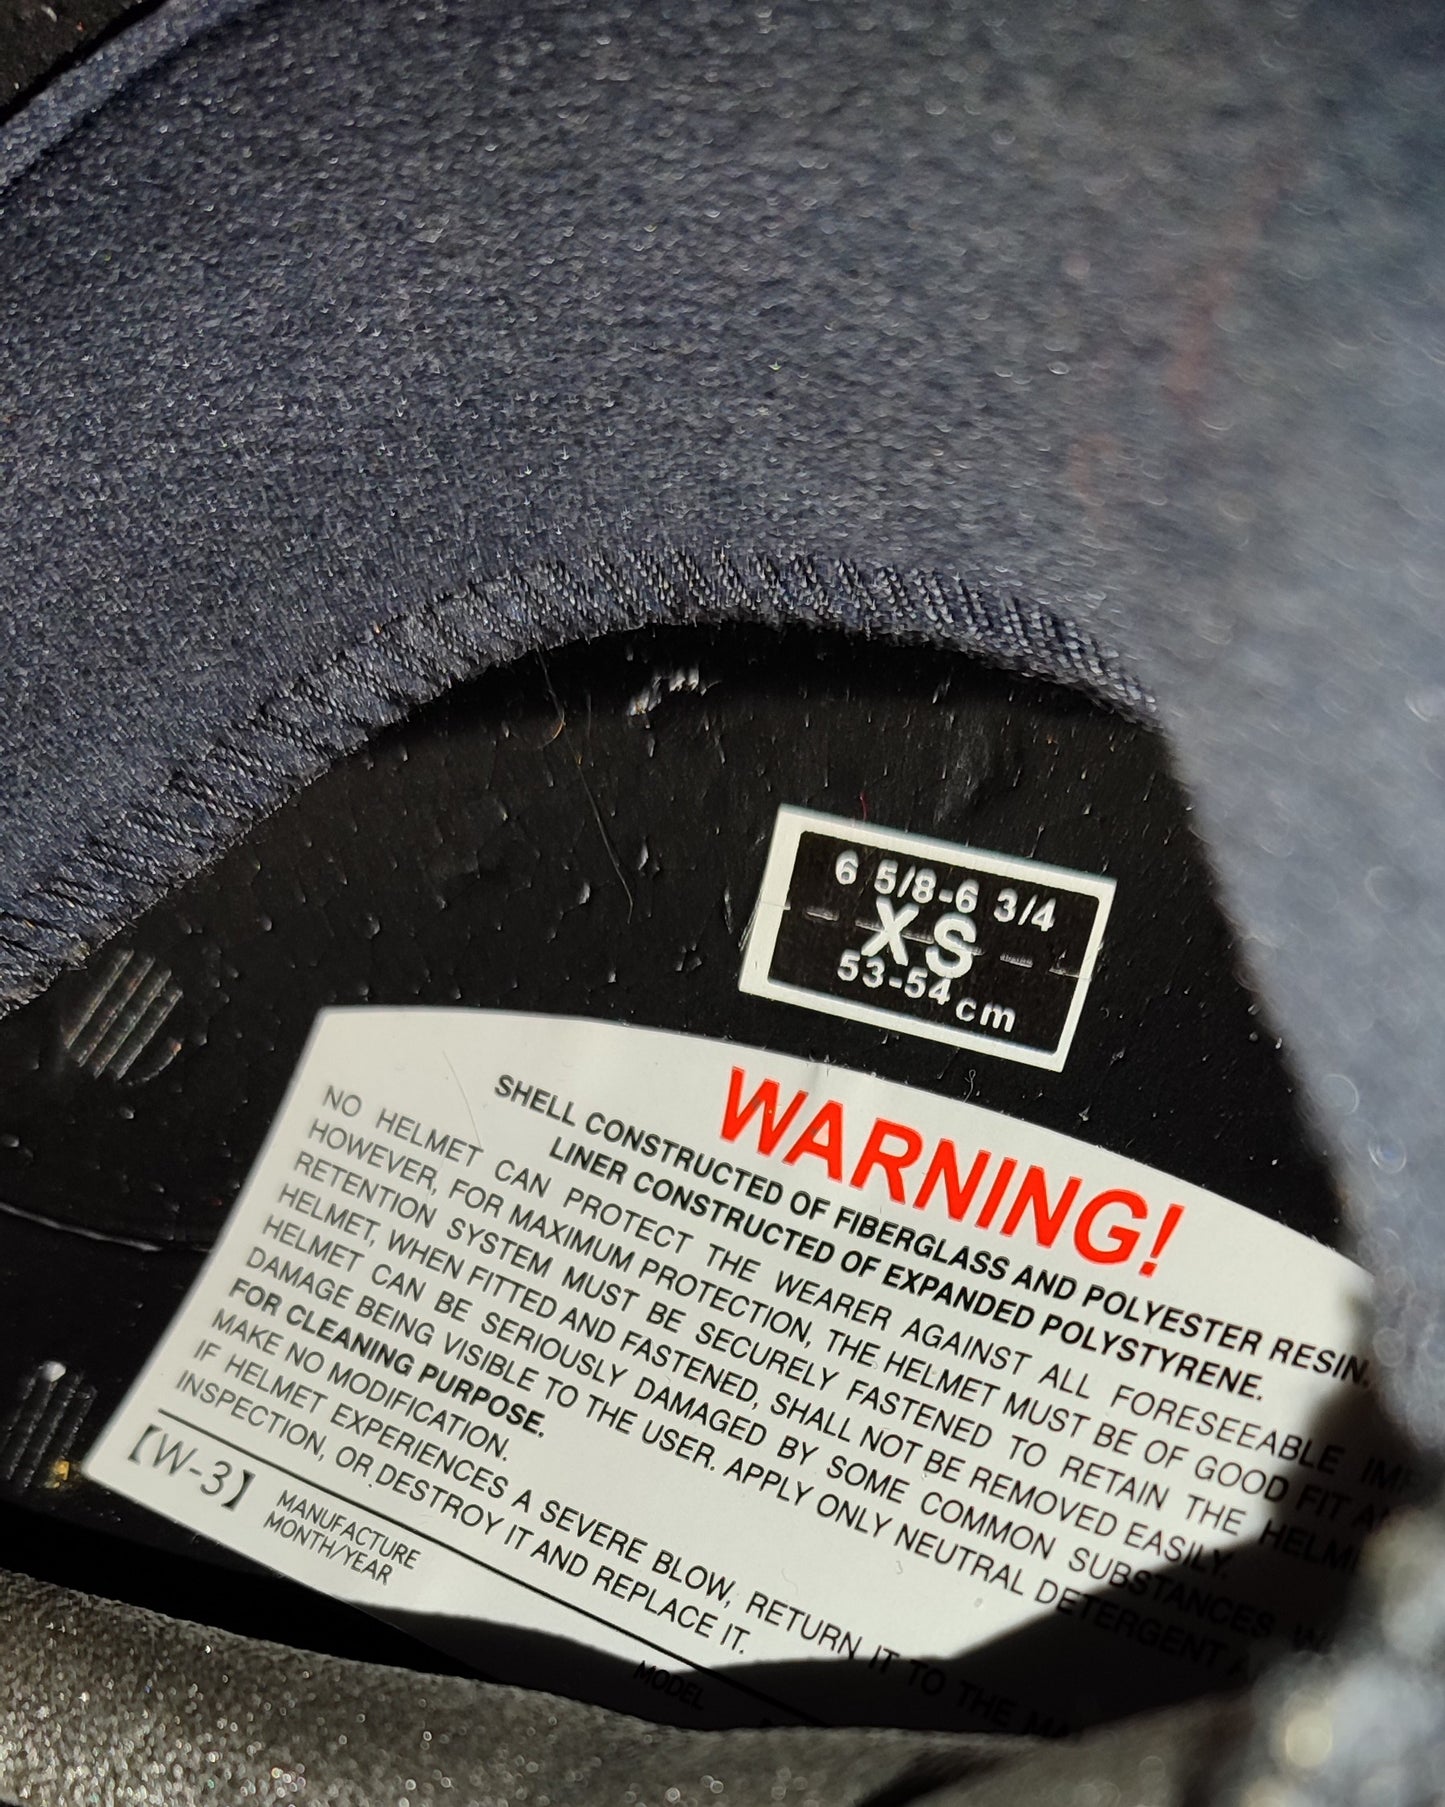 6 5/8-6 3/4
XS
53-54cm
WARNING!
SHELL CONSTRUCTED OF FIBERGLASS AND POLYESTER RESIN.
LINER CONSTRUCTED OF EXPANDED POLYSTYRENE.
NO HELMET CAN PROTECT THE WEARER AGAINST ALL FORESEEABLE
HOWEVER, FOR MAXIMUM PROTECTION, THE HELMET MUST BE OF GOOD FIT
RETENTION SYSTEM MUST BE SECURELY FASTENED TO RETAIN THE
HELMET, WHEN FITTED AND FASTENED, SHALL NOT BE REMOVED EASILY.
HELMET CAN BE SERIOUSLY DAMAGED BY SOME COMMON SUBSTANCES
DAMAGE BEING VISIBLE TO THE USER. APPLY ONLY NEUTRAL DETERGENT
FOR CLEANING PURPOSE.
MAKE NO MODIFICATION.
IF HELMET EXPERIENCES A SEVERE BLOW, RETURN IT TO THE
INSPECTION, OR DESTROY IT AND REPLACE IT.
【W-3】
MANUFACTURE
MONTH/YEAR
MODEL